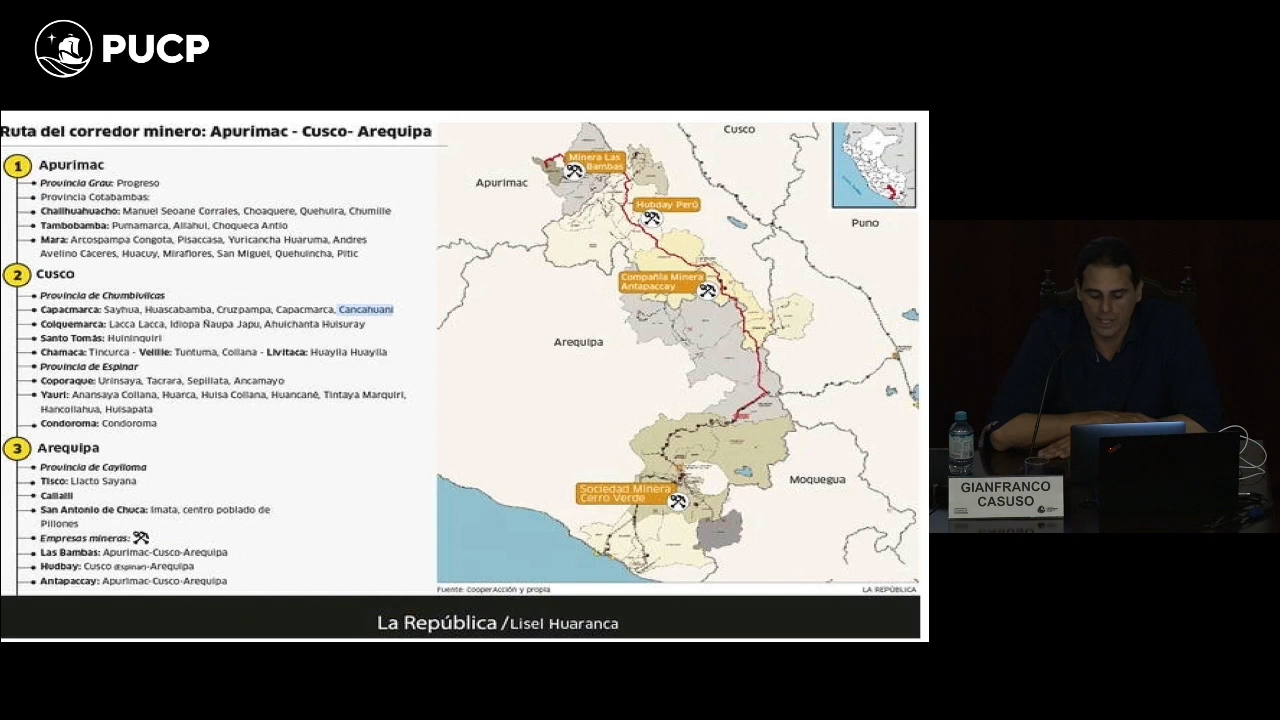 PUCP
Ruta del corredor minero: Apurimac - Cusco- Arequipa
1 Apurimac
Provincia Grau: Progreso
Provincia Cotabambas:
Challhuahuacho: Manuel Seoane Corrales, Choaquere, Quehuira, Chumille
Tambobamba: Pumamarca, Allahui, Choqueca Antio
Mara: Arcospampa Congota, Pisaccasa, Yuricancha Huaruma, Andres
Avelino Cáceres, Huacuy, Miraflores, San Miguel, Quehuincha, Pitic
2 Cusco
Provincia de Chumbivilcas
Capacmarca: Sayhua, Huascabamba, Cruzpampa, Capacmarca, Cancahuani
Colquemarca: Lacca Lacca, Idiopa Ñaupa Japu, Ahuichanta Huisuray
Santo Tomás: Huininquiri
Chamaca: Tincurca - Velille: Tuntuma, Collana - Livitaca: Huaylla Huaylla
Provincia de Espinar
Coporaque: Urinsaya, Tacrara, Sepillata, Ancamayo
Yauri: Anansaya Collana, Huarca, Huisa Collana, Huancané, Tintaya Marquiri,
Hancollahua, Huisapata
Condoroma: Condoroma
3 Arequipa
Provincia de Caylloma
Tisco: Llacto Sayana
Callalli
San Antonio de Chuca: Imata, centro poblado de
Pillones
Empresas mineras:
Las Bambas: Apurimac-Cusco-Arequipa
Hudbay: Cusco (Espinar)-Arequipa
Antapaccay: Apurimac-Cusco-Arequipa
Cusco
Minera Las
Bambas
Apurimac
Hubday Perú
Puno
Compañia Minera
Antapaccay
Arequipa
Moquegua
Sociedad Minera
Cerro Verde
Fuente: CooperAcción y propia
LA REPÚBLICA
La República /Lisel Huaranca
GIANFRANCO
CASUSO